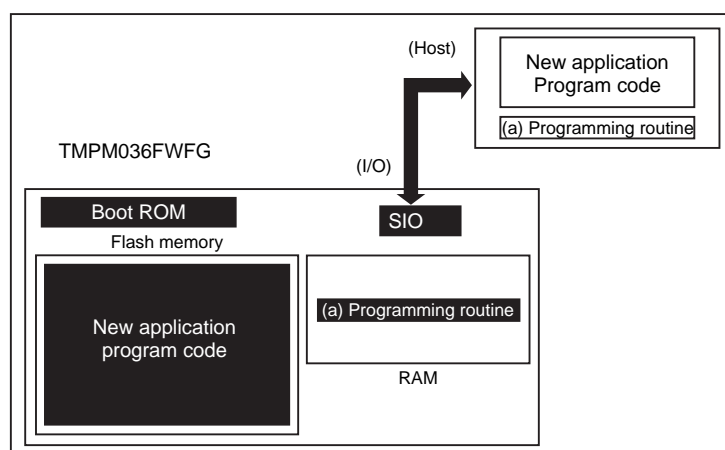 (Host)
New application
Program code
(a) Programming routine
TMPM036FWFG
(I/O)
Boot ROM
SIO
Flash memory
New application
program code
(a) Programming routine
RAM